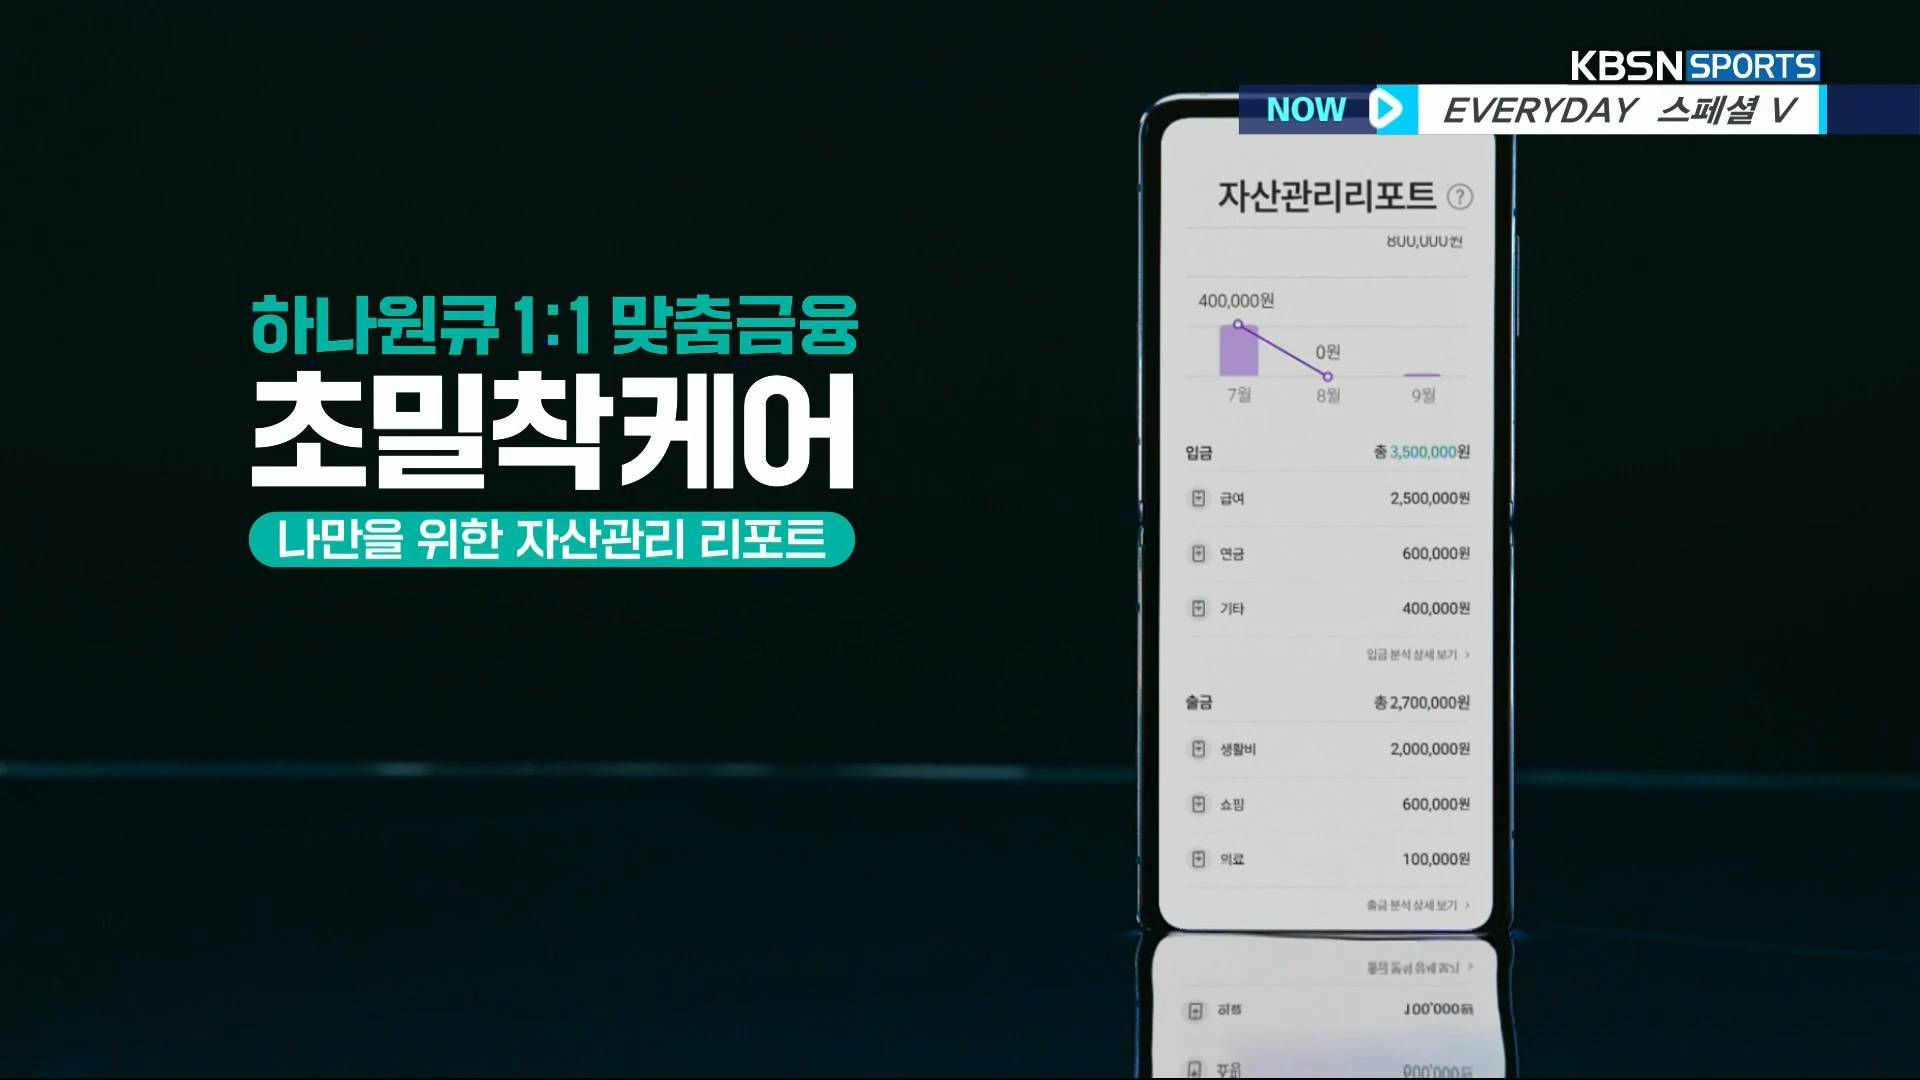 KBSN SPORTS
NOW EVERYDAY 스페셜 V
하나원큐 1:1 맞춤금융
초밀착케어
나만을 위한 자산관리 리포트
자산관리리포트 ?
800,000원
400,000원
0원
7월 8월 9월
입금 총 3,500,000원
급여 2,500,000원
연금 600,000원
기타 400,000원
입금 분석 상세 보기 >
출금 총 2,700,000원
생활비 2,000,000원
쇼핑 600,000원
의료 100,000원
출금 분석 상세 보기 >